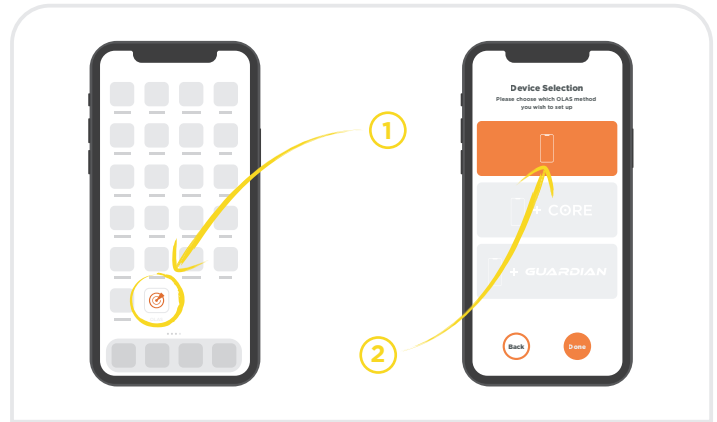 1
Device Selection
Please choose which OLAS method
you wish to set up
+ CORE
+ GUARDIAN
2
Back
Done